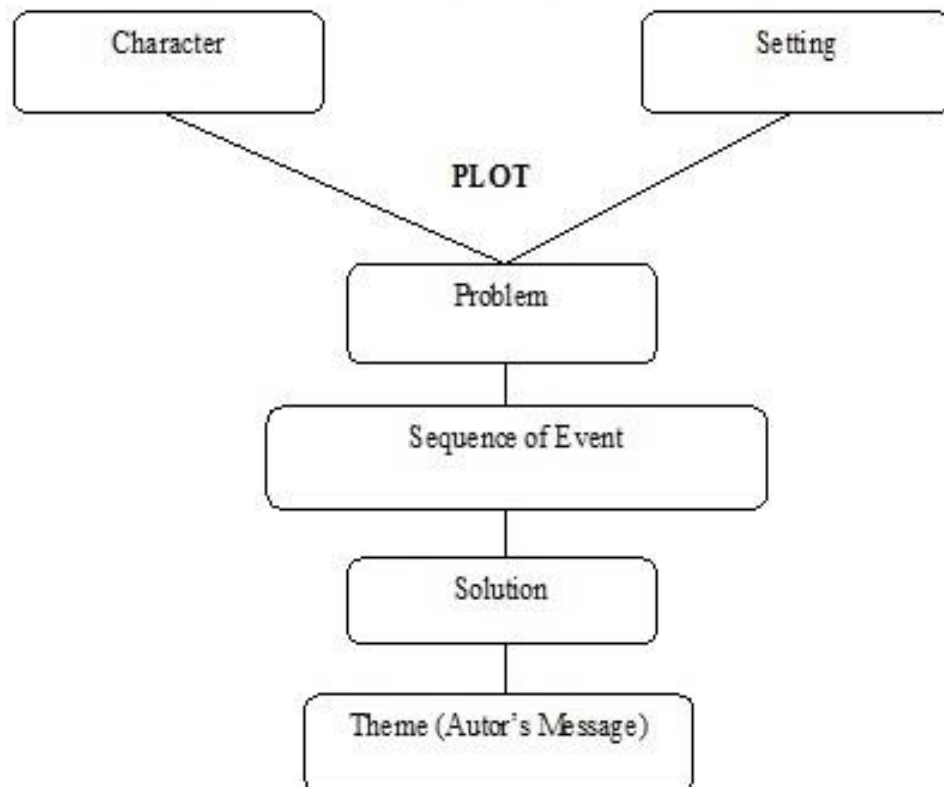 Character
Setting
PLOT
Problem
Sequence of Event
Solution
Theme (Autor's Message)